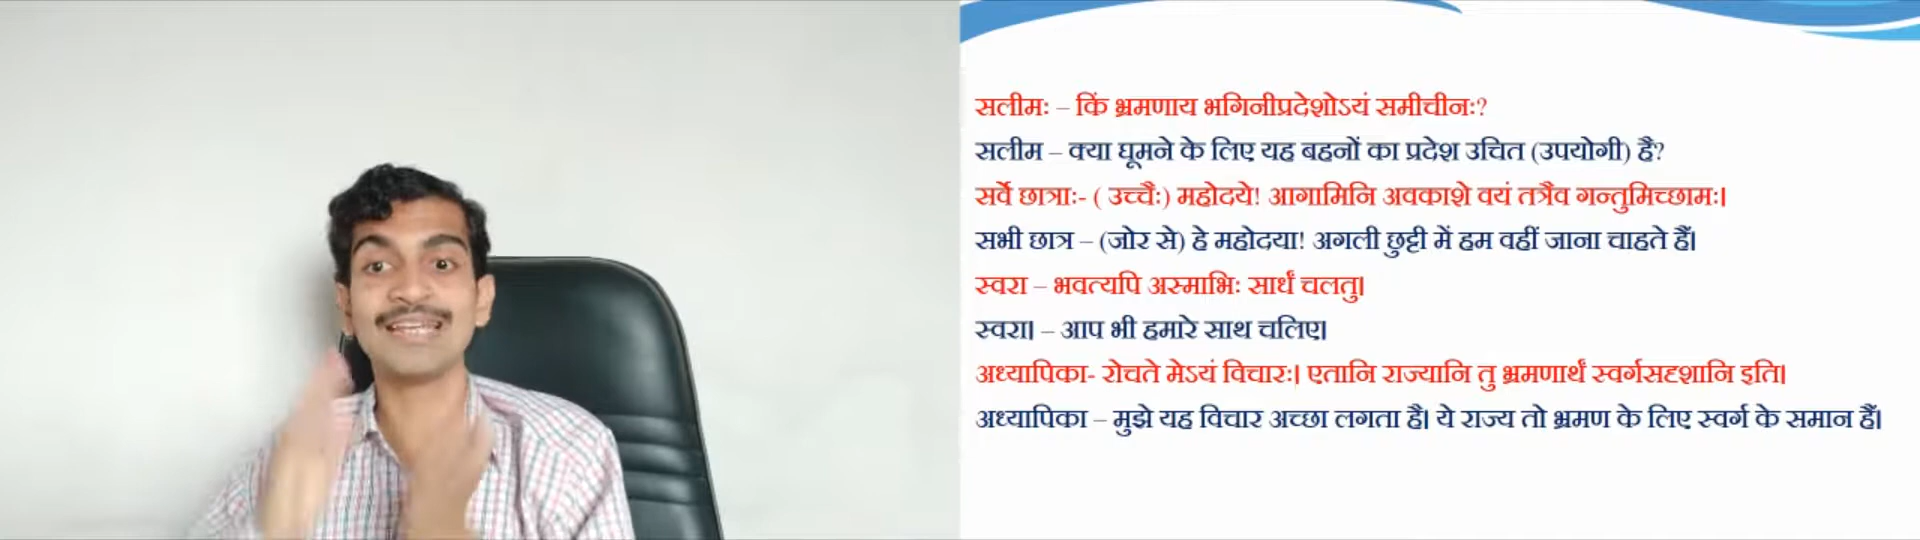 सलीमः – किं भ्रमणाय भगिनीप्रदेशोऽयं समीचीनः?
सलीम – क्या घूमने के लिए यह बहनों का प्रदेश उचित (उपयोगी) है?
सर्वे छात्राः- ( उच्चैः) महोदये! आगामिनि अवकाशे वयं तत्रैव गन्तुमिच्छामः।
सभी छात्र – (जोर से) हे महोदया! अगली छुट्टी में हम वहीं जाना चाहते हैं।
स्वरा – भवत्यपि अस्माभिः सार्धं चलतु।
स्वरा। – आप भी हमारे साथ चलिए।
अध्यापिका- रोचते मेऽयं विचारः। एतानि राज्यानि तु भ्रमणार्थं स्वर्गसदृशानि इति।
अध्यापिका – मुझे यह विचार अच्छा लगता है। ये राज्य तो भ्रमण के लिए स्वर्ग के समान हैं।